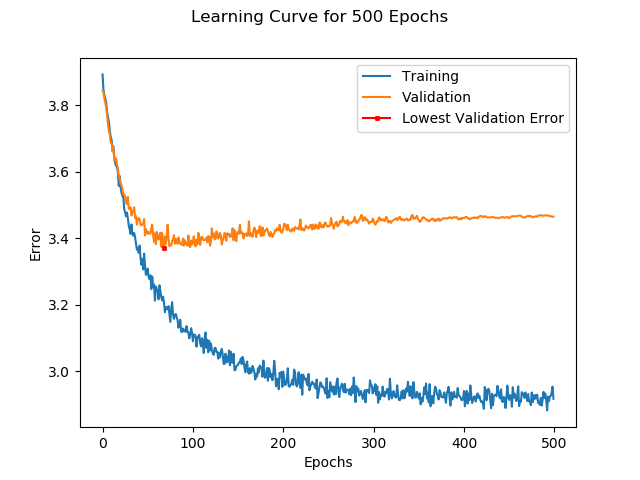 Learning Curve for 500 Epochs
Training
Validation
Lowest Validation Error
3.8
3.6
3.4
3.2
3.0
Error
0 100 200 300 400 500
Epochs